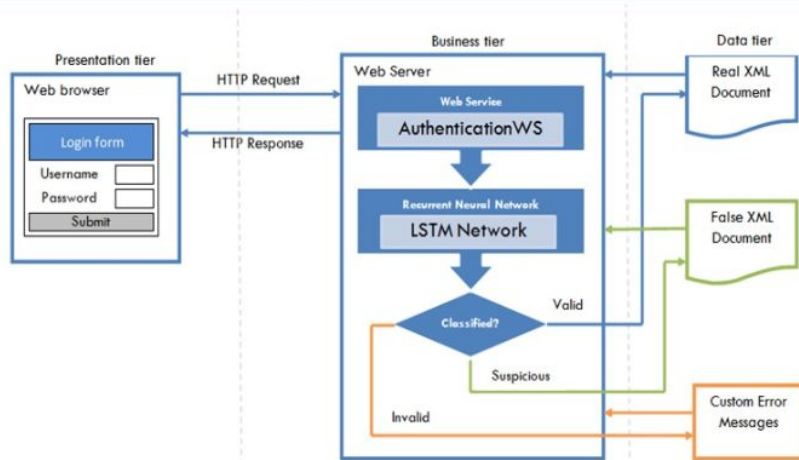 Presentation tier
Business tier
Data tier
Web browser
Login form
Username
Password
Submit
HTTP Request
HTTP Response
Web Server
Web Service
AuthenticationWS
Recurrent Neural Network
LSTM Network
Classified?
Valid
Suspicious
Invalid
Real XML
Document
False XML
Document
Custom Error
Messages